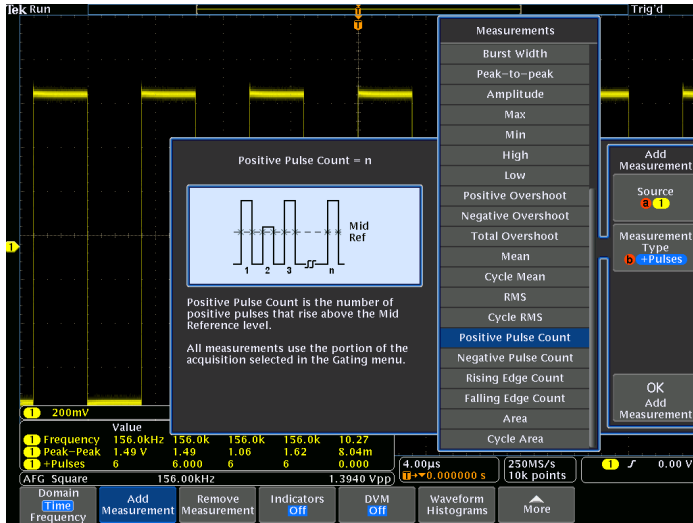 Tek Run
Trig'd
T
T
Measurements
Burst Width
Peak-to-peak
Amplitude
Max
Min
High
Low
Positive Overshoot
Negative Overshoot
Total Overshoot
Mean
Cycle Mean
RMS
Cycle RMS
Positive Pulse Count
Negative Pulse Count
Rising Edge Count
Falling Edge Count
Area
Cycle Area
Positive Pulse Count = n
Mid
Ref
1 2 3 n
Positive Pulse Count is the number of
positive pulses that rise above the Mid
Reference level.
All measurements use the portion of the
acquisition selected in the Gating menu.
Add
Measurement
Source
a 1
Measurement
Type
b +Pulses
OK
Add
Measurement
1
1 200mV
Value
1 Frequency 156.0kHz 156.0k 156.0k 156.0k 10.27
1 Peak-Peak 1.49 V 1.49 1.06 1.62 8.04m
1 +Pulses 6 6.000 6 6 0.000
4.00µs
T→▼0.000000 s
250MS/s
10k points
1 ʃ 0.00 V
AFG Square 156.00kHz 1.3940 Vpp
Domain
Time
Frequency
Add
Measurement
Remove
Measurement
Indicators
Off
DVM
Off
Waveform
Histograms
More